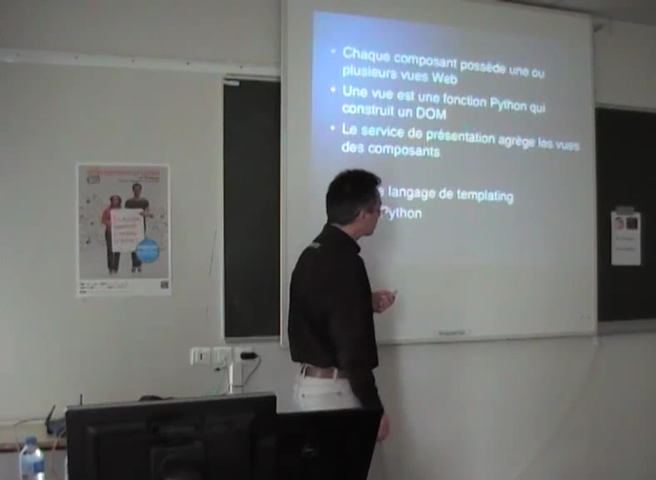 Chaque composant possède une ou
plusieurs vues Web
Une vue est une fonction Python qui
construit un DOM
Le service de présentation agrège les vues
des composants
langage de templating
Python